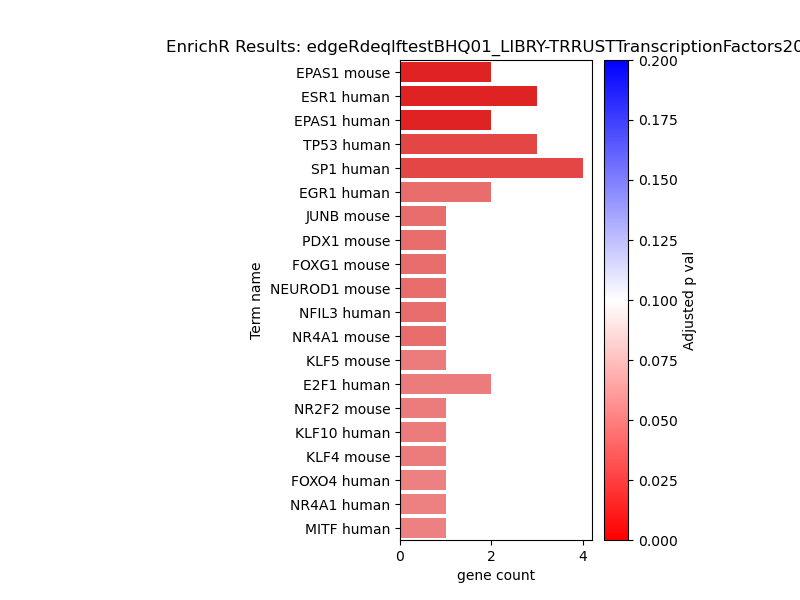 EnrichR Results: edgeRdeqlftestBHQ01_LIBRY-TRRUSTTranscriptionFactors20
EPAS1 mouse
ESR1 human
EPAS1 human
TP53 human
SP1 human
EGR1 human
JUNB mouse
PDX1 mouse
FOXG1 mouse
NEUROD1 mouse
NFIL3 human
NR4A1 mouse
KLF5 mouse
E2F1 human
NR2F2 mouse
KLF10 human
KLF4 mouse
FOXO4 human
NR4A1 human
MITF human
Term name
0 2 4
gene count
0.200
0.175
0.150
0.125
0.100
0.075
0.050
0.025
0.000
Adjusted p val